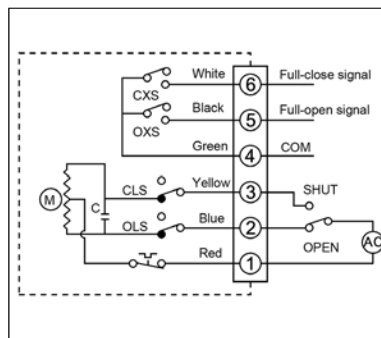 White 6 Full-close signal
CXS
Black 5 Full-open signal
OXS
Green 4 COM
CLS Yellow 3 SHUT
M C
OLS Blue 2
OPEN
Red 1 AC